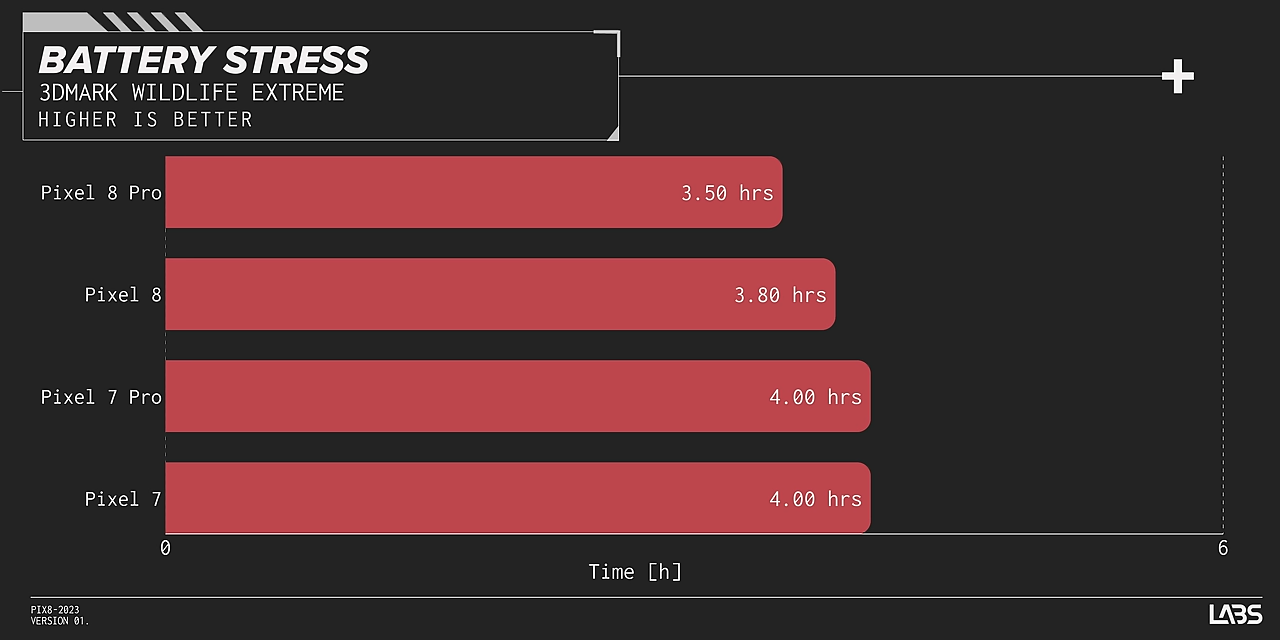 BATTERY STRESS
3DMARK WILDLIFE EXTREME
HIGHER IS BETTER
Pixel 8 Pro
3.50 hrs
Pixel 8
3.80 hrs
Pixel 7 Pro
4.00 hrs
Pixel 7
4.00 hrs
0
6
Time [h]
PIX8-2023
VERSION 01.
LABS